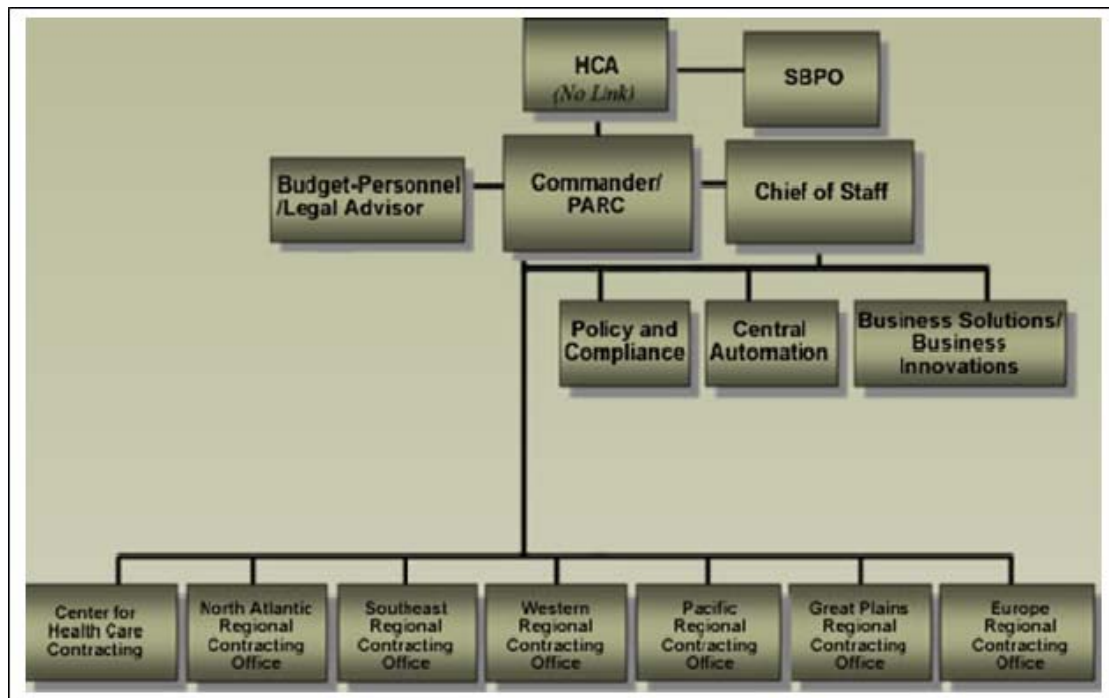 HCA
(No Link)
SBPO
Budget-Personnel
/Legal Advisor
Commander/
PARC
Chief of Staff
Policy and
Compliance
Central
Automation
Business Solutions/
Business
Innovations
Center for
Health Care
Contracting
North Atlantic
Regional
Contracting
Office
Southeast
Regional
Contracting
Office
Western
Regional
Contracting
Office
Pacific
Regional
Contracting
Office
Great Plains
Regional
Contracting
Office
Europe
Regional
Contracting
Office